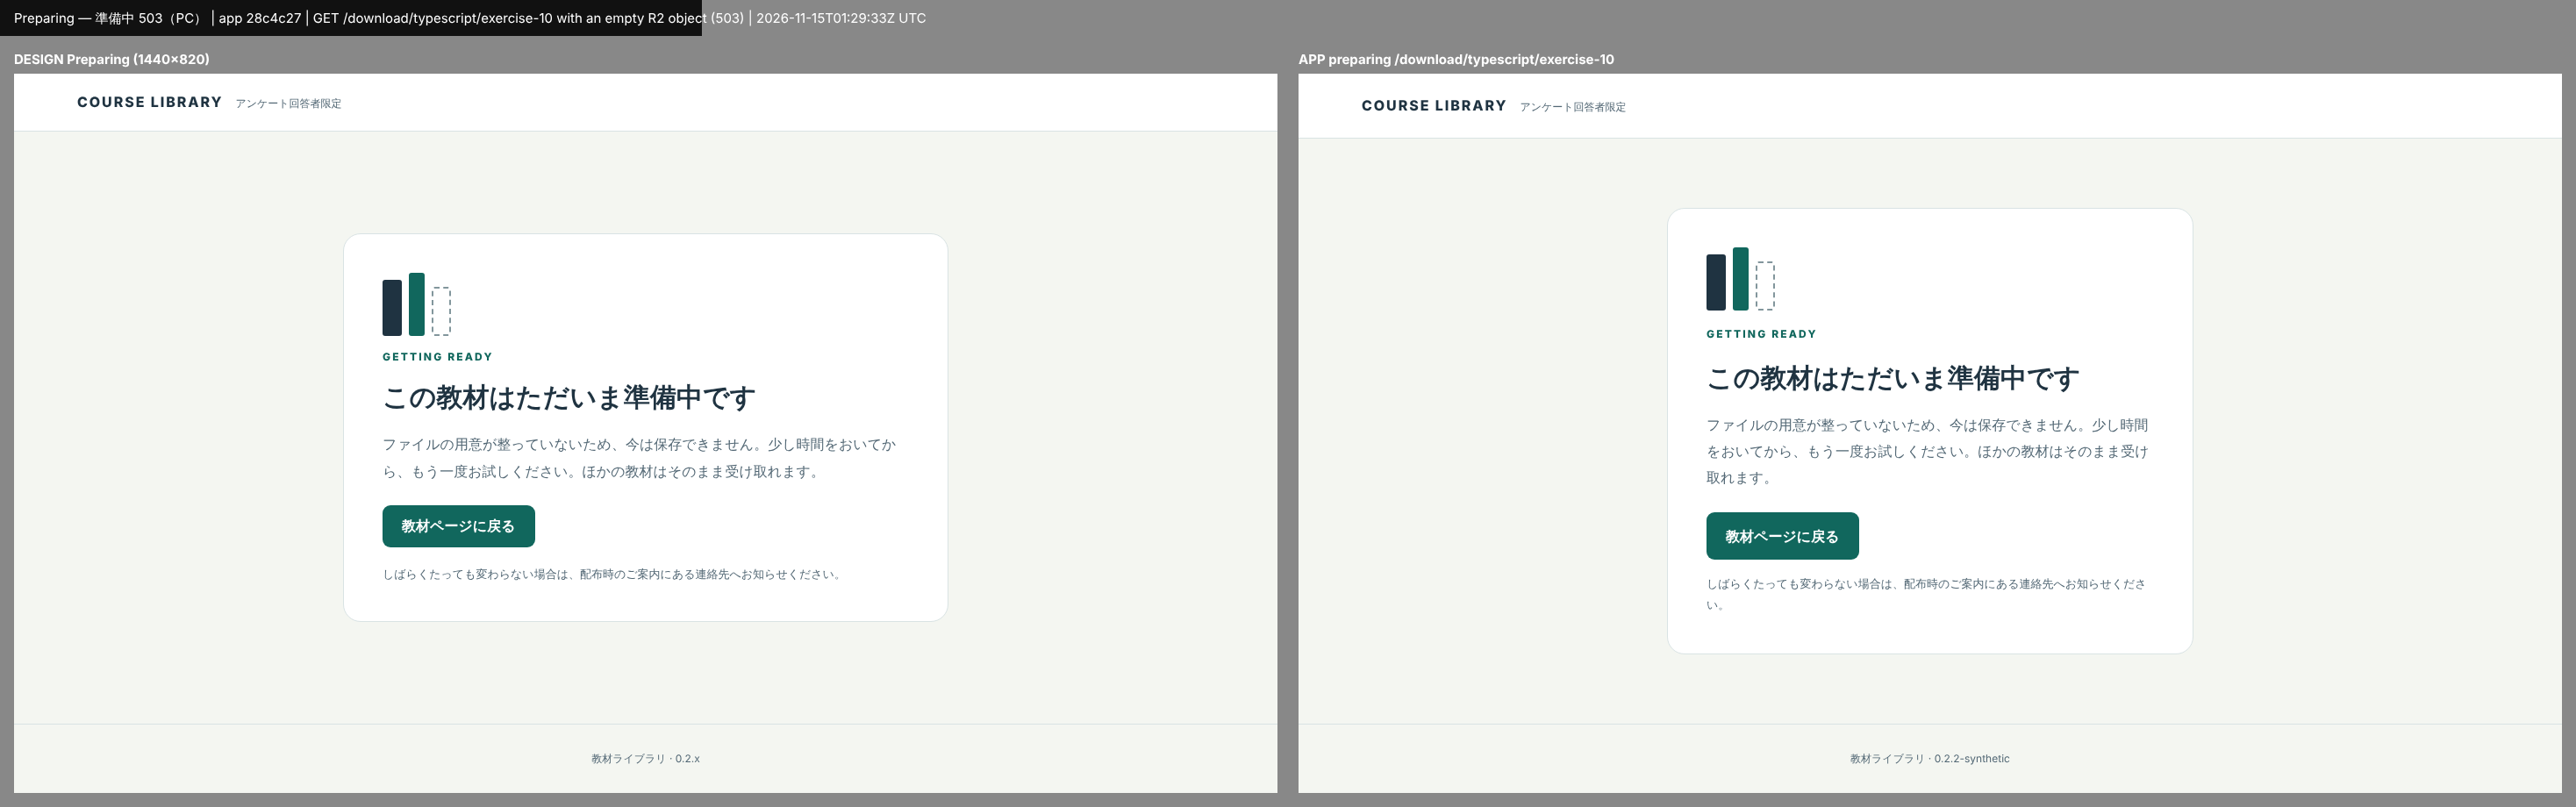 Preparing — 準備中 503（PC） | app 28c4c27 | GET /download/typescript/exercise-10 with an empty R2 object (503) | 2026-11-15T01:29:33Z UTC
DESIGN Preparing (1440×820)
COURSE LIBRARY アンケート回答者限定
GETTING READY
この教材はただいま準備中です
ファイルの用意が整っていないため、今は保存できません。少し時間をおいてか
ら、もう一度お試しください。ほかの教材はそのまま受け取れます。
教材ページに戻る
しばらくたっても変わらない場合は、配布時のご案内にある連絡先へお知らせください。
教材ライブラリ · 0.2.x
APP preparing /download/typescript/exercise-10
COURSE LIBRARY アンケート回答者限定
GETTING READY
この教材はただいま準備中です
ファイルの用意が整っていないため、今は保存できません。少し時間
をおいてから、もう一度お試しください。ほかの教材はそのまま受け
取れます。
教材ページに戻る
しばらくたっても変わらない場合は、配布時のご案内にある連絡先へお知らせくださ
い。
教材ライブラリ · 0.2.2-synthetic